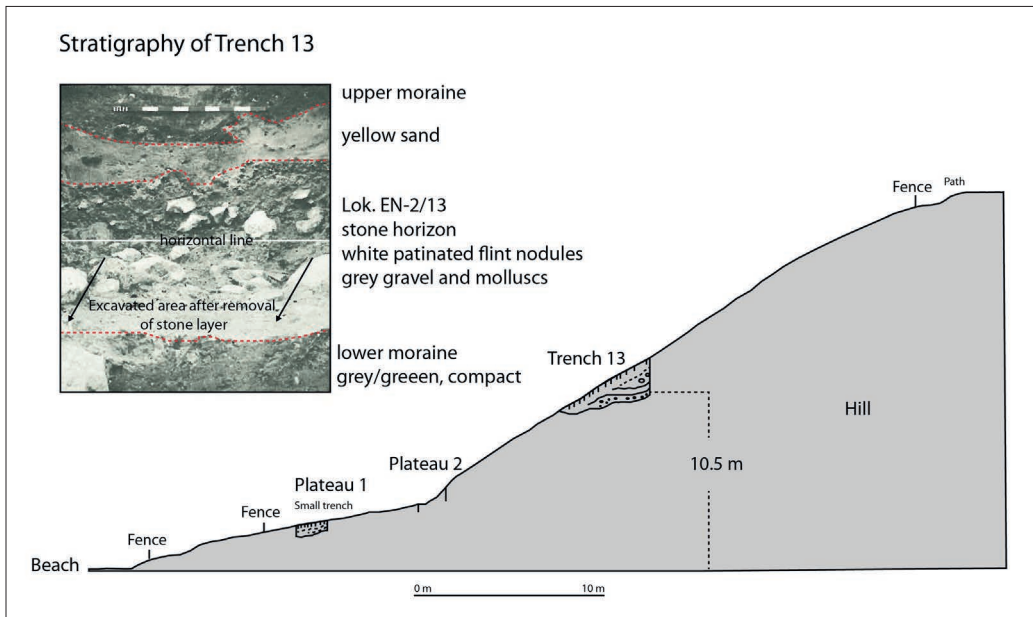 Stratigraphy of Trench 13
upper moraine
yellow sand
Lok. EN-2/13
stone horizon
white patinated flint nodules
grey gravel and molluscs
horizontal line
Excavated area after removal
of stone layer
lower moraine
grey/greeen, compact
Fence
Path
Trench 13
Hill
10.5 m
Plateau 2
Plateau 1
Small trench
Fence
Fence
Beach
0 m
10 m